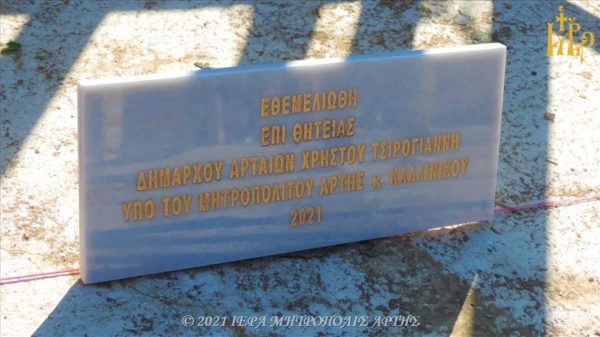 ΕΘΕΜΕΛΙΩΘΗ
ΕΠΙ ΘΗΤΕΙΑΣ
ΔΗΜΑΡΧΟΥ ΑΡΤΑΙΩΝ ΧΡΗΣΤΟΥ ΤΣΙΡΟΓΙΑΝΝΗ
ΥΠΟ ΤΟΥ ΜΗΤΡΟΠΟΛΙΤΟΥ ΑΡΤΗΣ κ. ΚΑΛΛΙΝΙΚΟΥ
2021
© 2021 ΙΕΡΑ ΜΗΤΡΟΠΟΛΙΣ ΑΡΤΗΣ